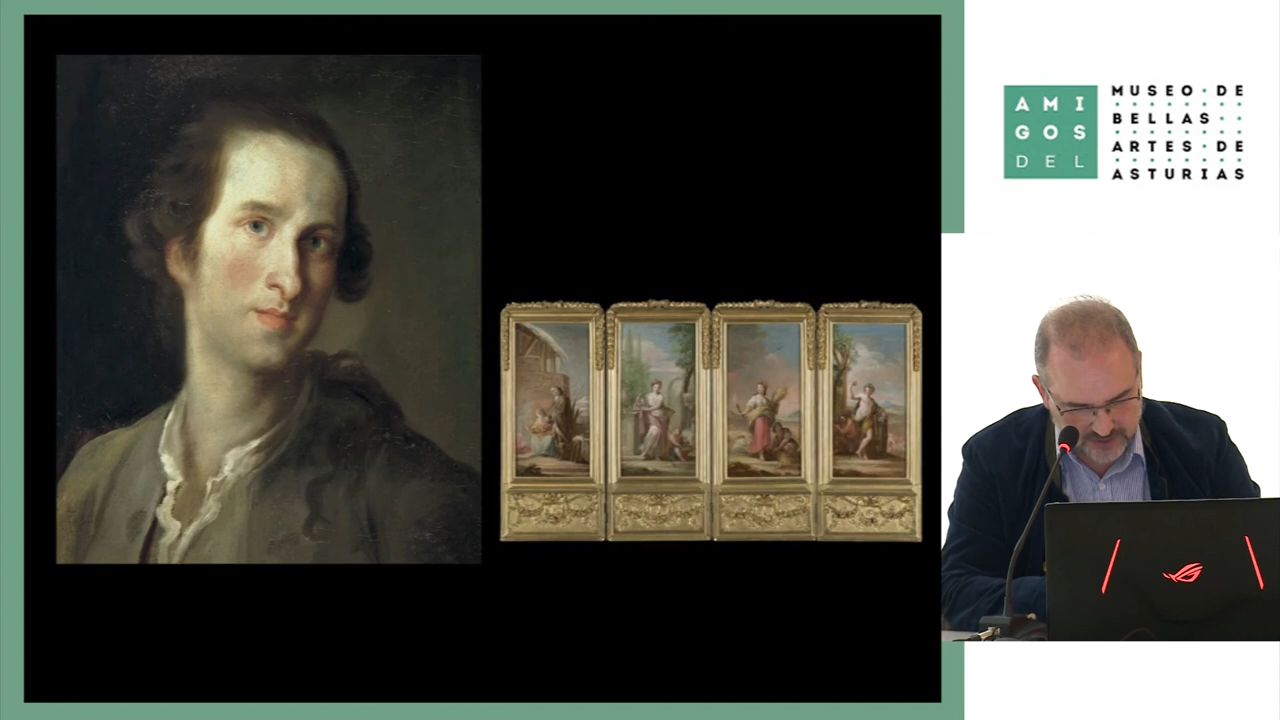 AMI
GOS
DEL
MUSEO·DE
BELLAS·
ARTES·DE
ASTURIAS